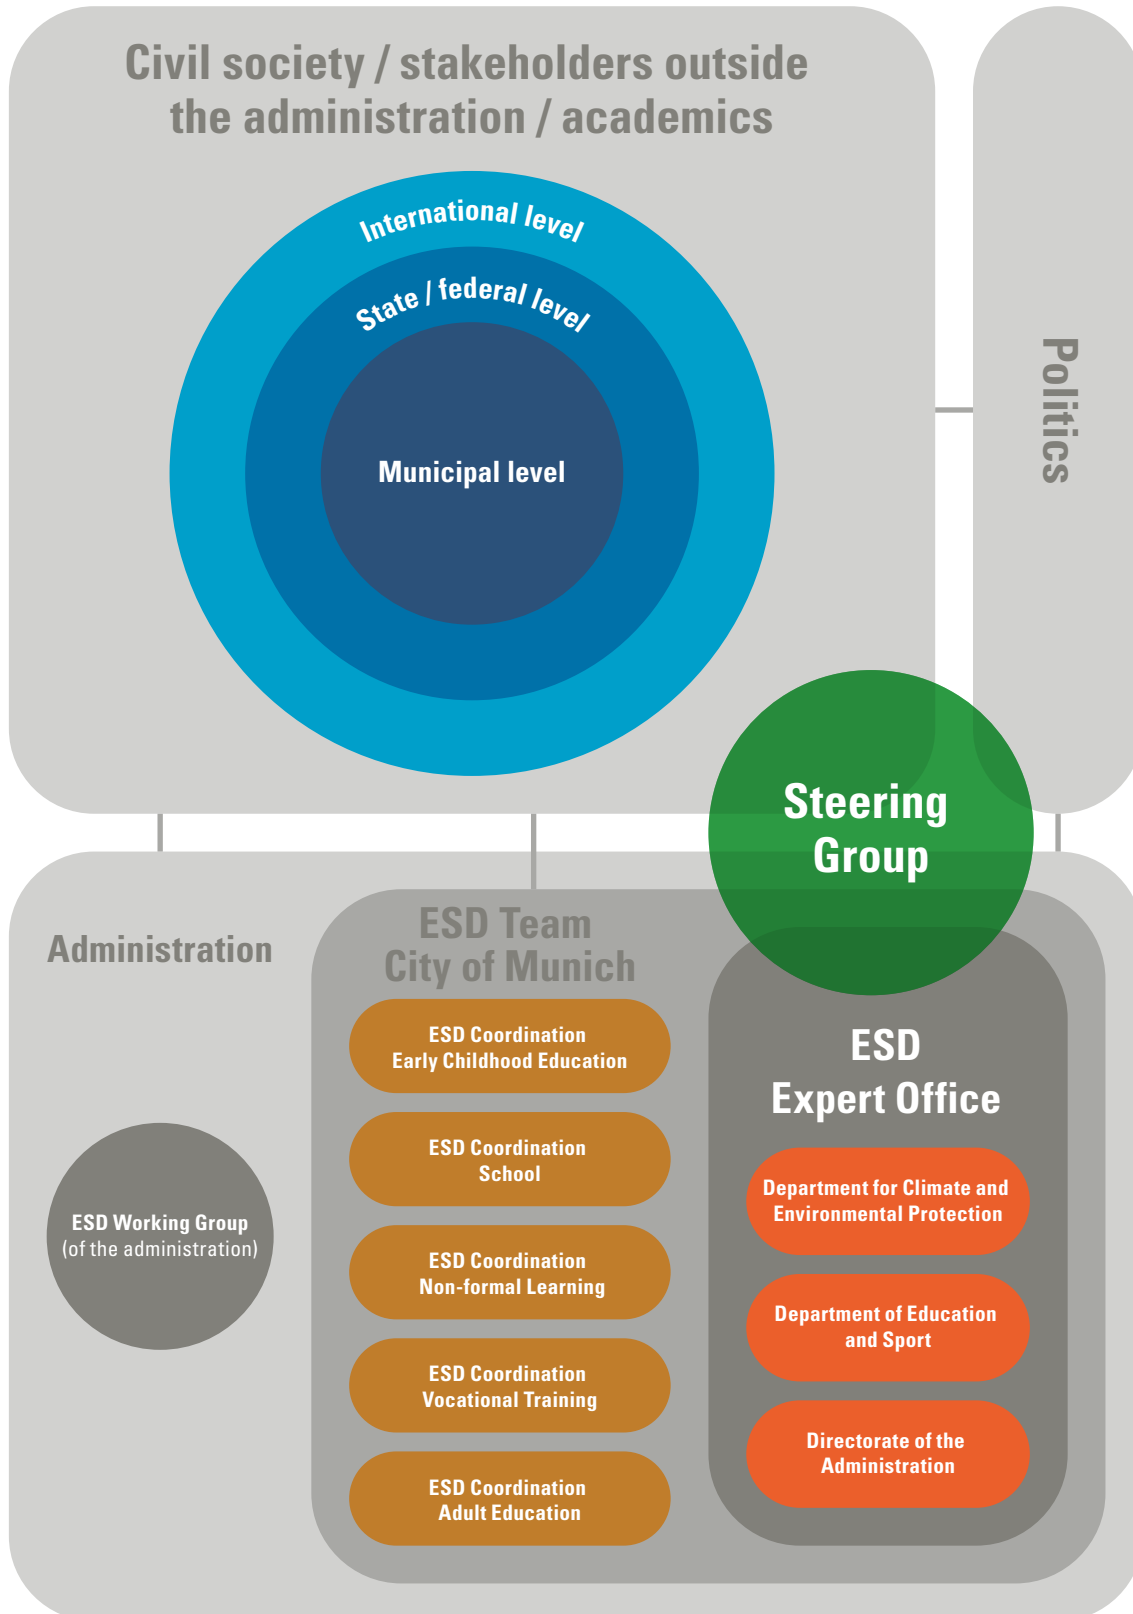 Civil society / stakeholders outside
the administration / academics
International level
State / federal level
Municipal level
Politics
Steering
Group
Administration
ESD Working Group
(of the administration)
ESD Team
City of Munich
ESD Coordination
Early Childhood Education
ESD Coordination
School
ESD Coordination
Non-formal Learning
ESD Coordination
Vocational Training
ESD Coordination
Adult Education
ESD
Expert Office
Department for Climate and
Environmental Protection
Department of Education
and Sport
Directorate of the
Administration